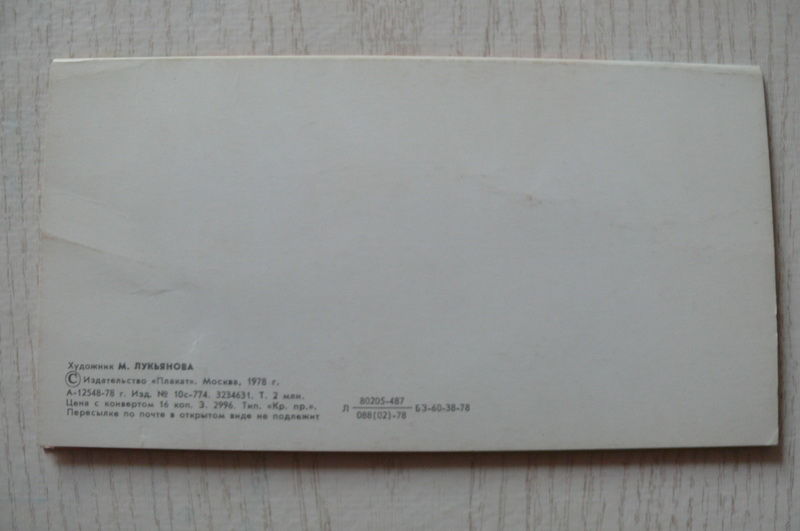 Художник М. ЛУКЬЯНОВА
© Издательство «Плакат». Москва, 1978 г.
А-12548-78 г. Изд. № 10с-774. 3234631. Т. 2 млн.
Цена с конвертом 16 коп. З. 2996. Тип. «Кр. пр.».
Пересылке по почте в открытом виде не подлежит
Л 80205-487 БЗ-60-38-78
088(02)-78